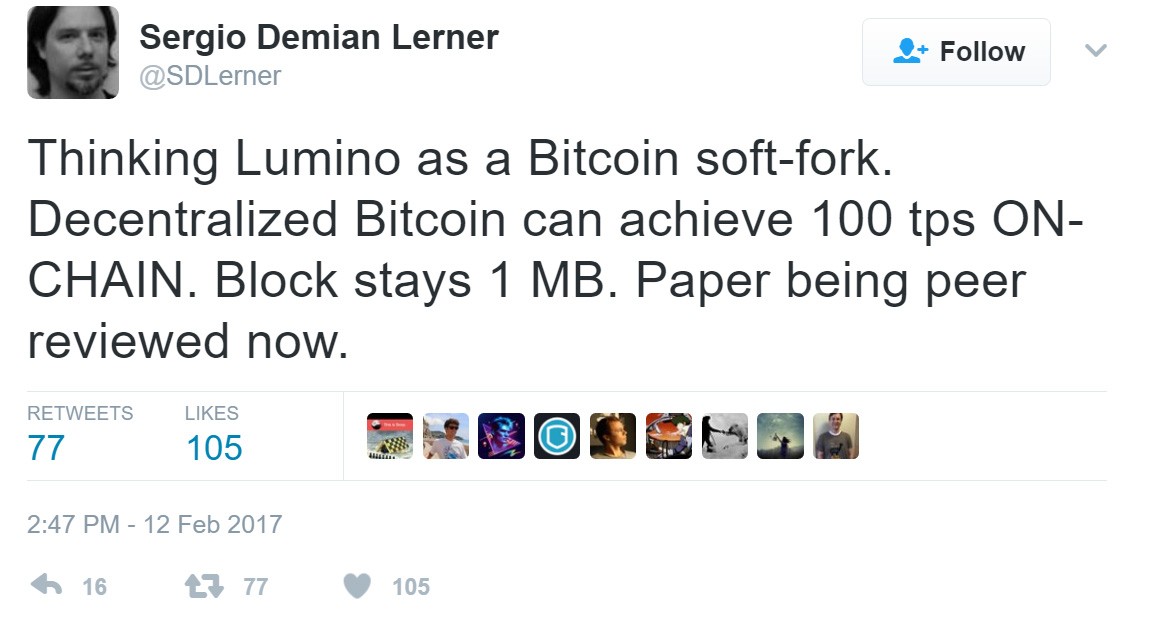 Sergio Demian Lerner
@SDLerner
Follow
Thinking Lumino as a Bitcoin soft-fork.
Decentralized Bitcoin can achieve 100 tps ON-
CHAIN. Block stays 1 MB. Paper being peer
reviewed now.
RETWEETS LIKES
77 105
2:47 PM - 12 Feb 2017
16 77 105